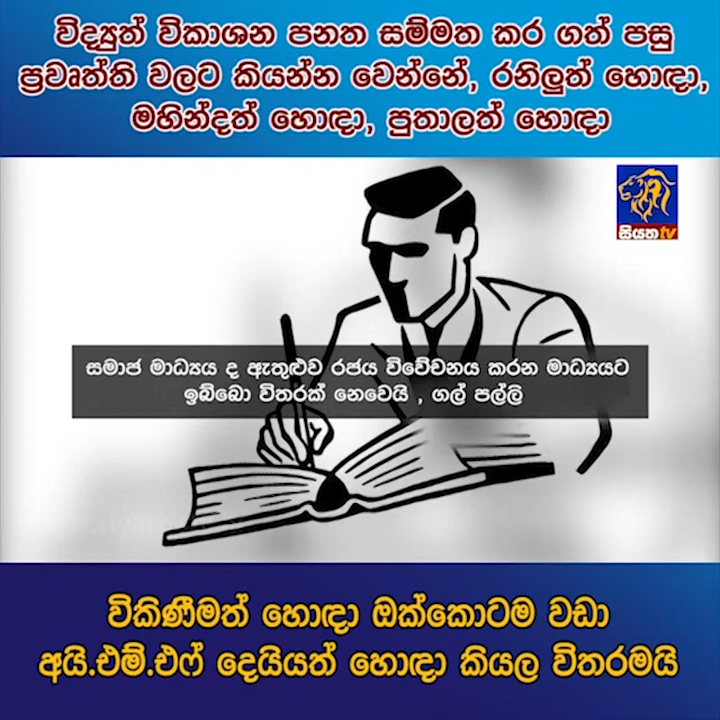 විද්‍යුත් විකාශන පනත සම්මත කර ගත් පසු
ප්‍රවෘත්ති වලට කියන්න වෙන්නේ, රනිලුත් හොඳා,
මහින්දත් හොඳා, පුතාලත් හොඳා
සියත tv
සමාජ මාධ්‍යය ද ඇතුළුව රජය විවේචනය කරන මාධ්‍යයට
ඉබ්බො විතරක් නෙවෙයි , ගල් පල්ලි
විකිණීමත් හොඳා ඔක්කොටම වඩා
අයි.එම්.එෆ් දෙයියත් හොඳා කියල විතරමයි